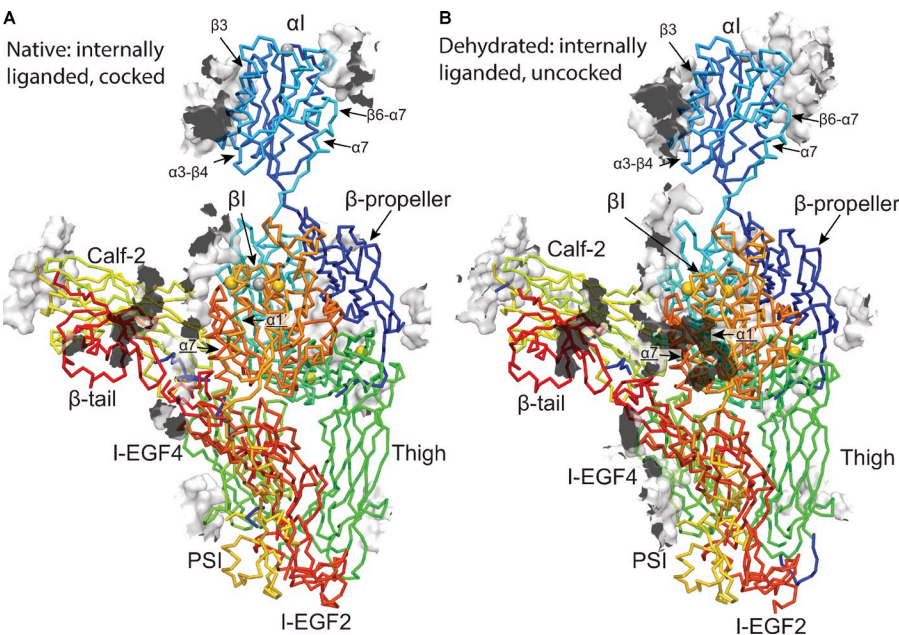 A
Native: internally
liganded, cocked
αI
β3
β6-α7
α7
α3-β4
βI
β-propeller
Calf-2
α1
α7
β-tail
I-EGF4
Thigh
PSI
I-EGF2
B
Dehydrated: internally
liganded, uncocked
αI
β3
β6-α7
α7
α3-β4
βI
β-propeller
Calf-2
α1
α7
β-tail
I-EGF4
Thigh
PSI
I-EGF2